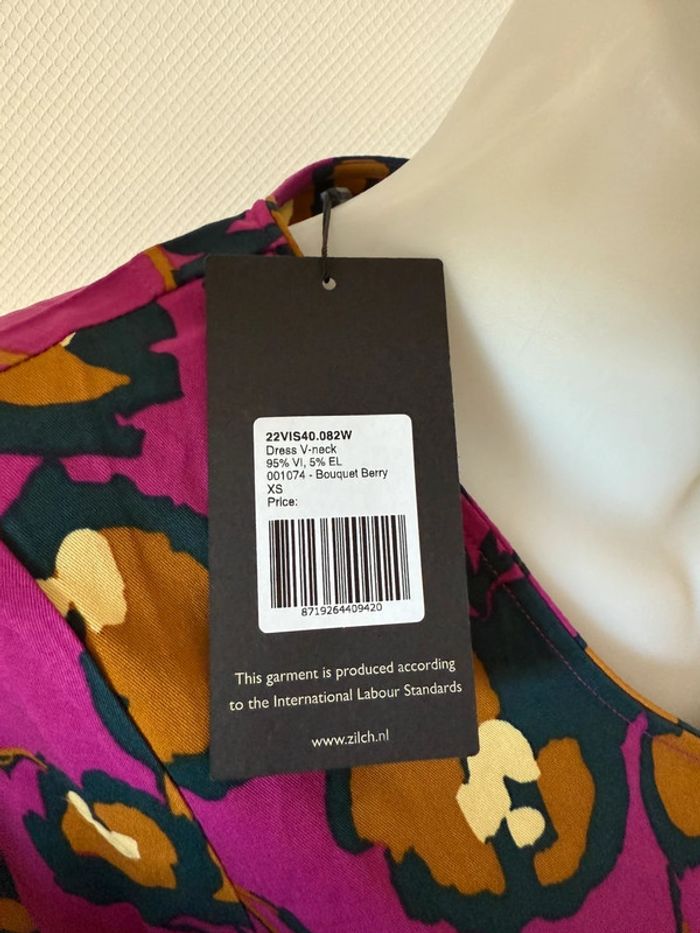 22VIS40.082W
Dress V-neck
95% VI, 5% EL
001074 - Bouquet Berry
XS
Price:
8719264409420
This garment is produced according
to the International Labour Standards
www.zilch.nl